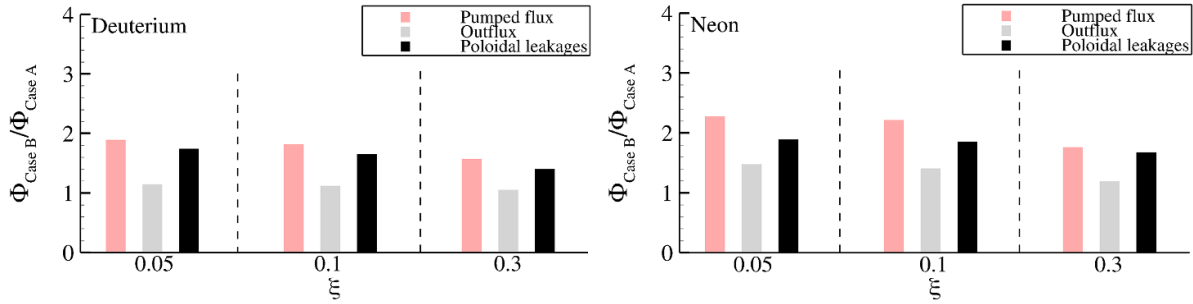 Deuterium
Pumped flux
Outflux
Poloidal leakages
Φ_Case B/Φ_Case A
4
3
2
1
0
0.05 0.1 0.3
ξ
Neon
Pumped flux
Outflux
Poloidal leakages
Φ_Case B/Φ_Case A
4
3
2
1
0
0.05 0.1 0.3
ξ